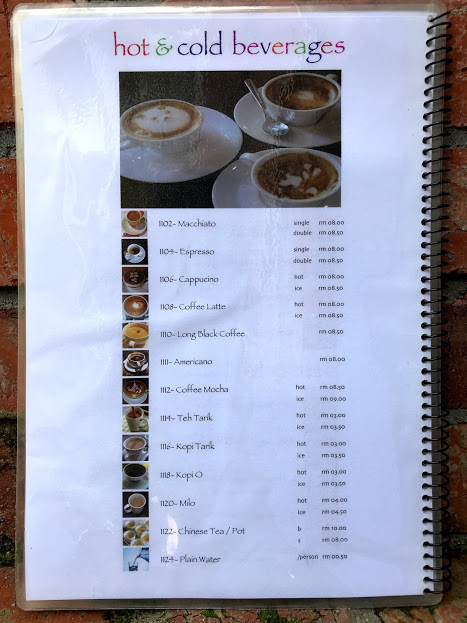 hot & cold beverages
1102- Macchiato single rm 08.00
double rm 08.50
1104- Espresso single rm 08.00
double rm 08.50
1106- Cappucino hot rm 08.00
ice rm 08.50
1108- Coffee Latte hot rm 08.00
ice rm 08.50
1110- Long Black Coffee rm 08.50
1111- Americano rm 08.00
1112- Coffee Mocha hot rm 08.50
ice rm 09.00
1114- Teh Tarik hot rm 03.00
ice rm 03.50
1116- Kopi Tarik hot rm 03.00
ice rm 03.50
1118- Kopi O hot rm 03.00
ice rm 03.50
1120- Milo hot rm 04.00
ice rm 04.50
1122- Chinese Tea / Pot b rm 10.00
s rm 08.00
1124- Plain Water /person rm 00.50